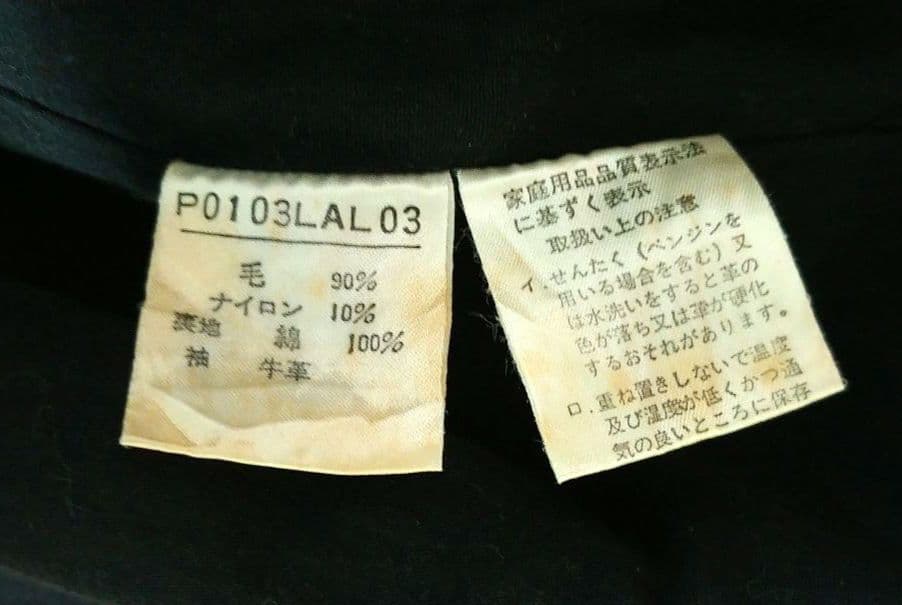 P0103LAL03
毛 90%
ナイロン 10%
裏地 綿 100%
袖 牛革
家庭用品品質表示法
に基ずく表示
取扱い上の注意
イ.せんたく(ベンジンを
用いる場合を含む)又
は水洗いをすると革の
色が落ち又は革が硬化
するおそれがあります。
ロ.重ね置きしないで温度
及び湿度が低くかつ通
気の良いところに保存